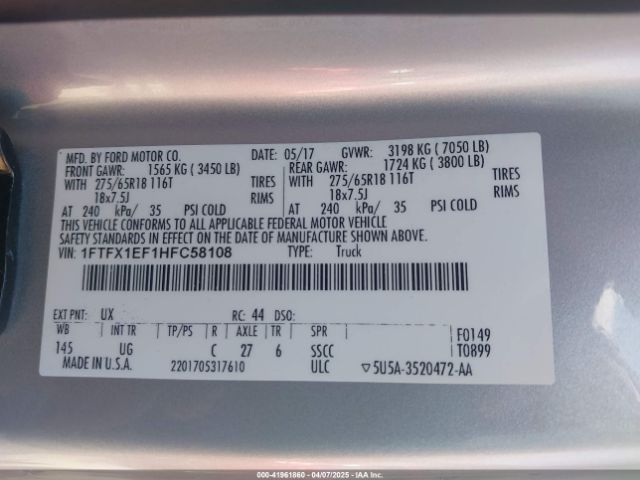 MFD. BY FORD MOTOR CO. DATE: 05/17 GVWR: 3198 KG ( 7050 LB)
FRONT GAWR: 1565 KG ( 3450 LB) REAR GAWR: 1724 KG ( 3800 LB)
WITH 275/65R18 116T TIRES WITH 275/65R18 116T TIRES
18x7.5J RIMS 18x7.5J RIMS
AT 240 kPa/ 35 PSI COLD AT 240 kPa/ 35 PSI COLD
THIS VEHICLE CONFORMS TO ALL APPLICABLE FEDERAL MOTOR VEHICLE
SAFETY STANDARDS IN EFFECT ON THE DATE OF MANUFACTURE SHOWN ABOVE.
VIN: 1FTFX1EF1HFC58108 TYPE: Truck
EXT PNT: UX RC: 44 DSO:
WB INT TR TP/PS R AXLE TR SPR F0149
145 UG C 27 6 SSCC T0899
MADE IN U.S.A. 2201705317610 ULC ▽5U5A-3520472-AA
000-41961860 - 04/07/2025 - IAAI.com